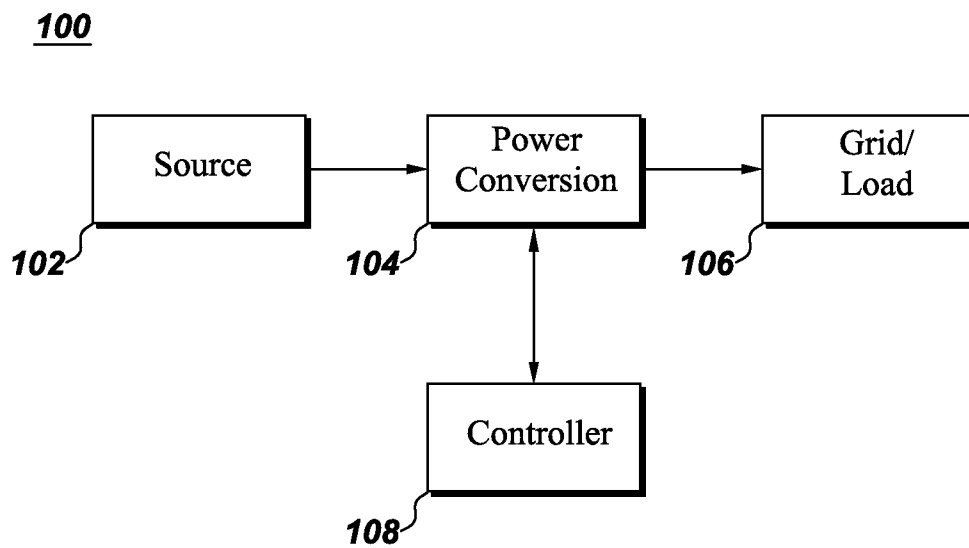 100
Source
Power
Conversion
Grid/
Load
102
104
106
Controller
108